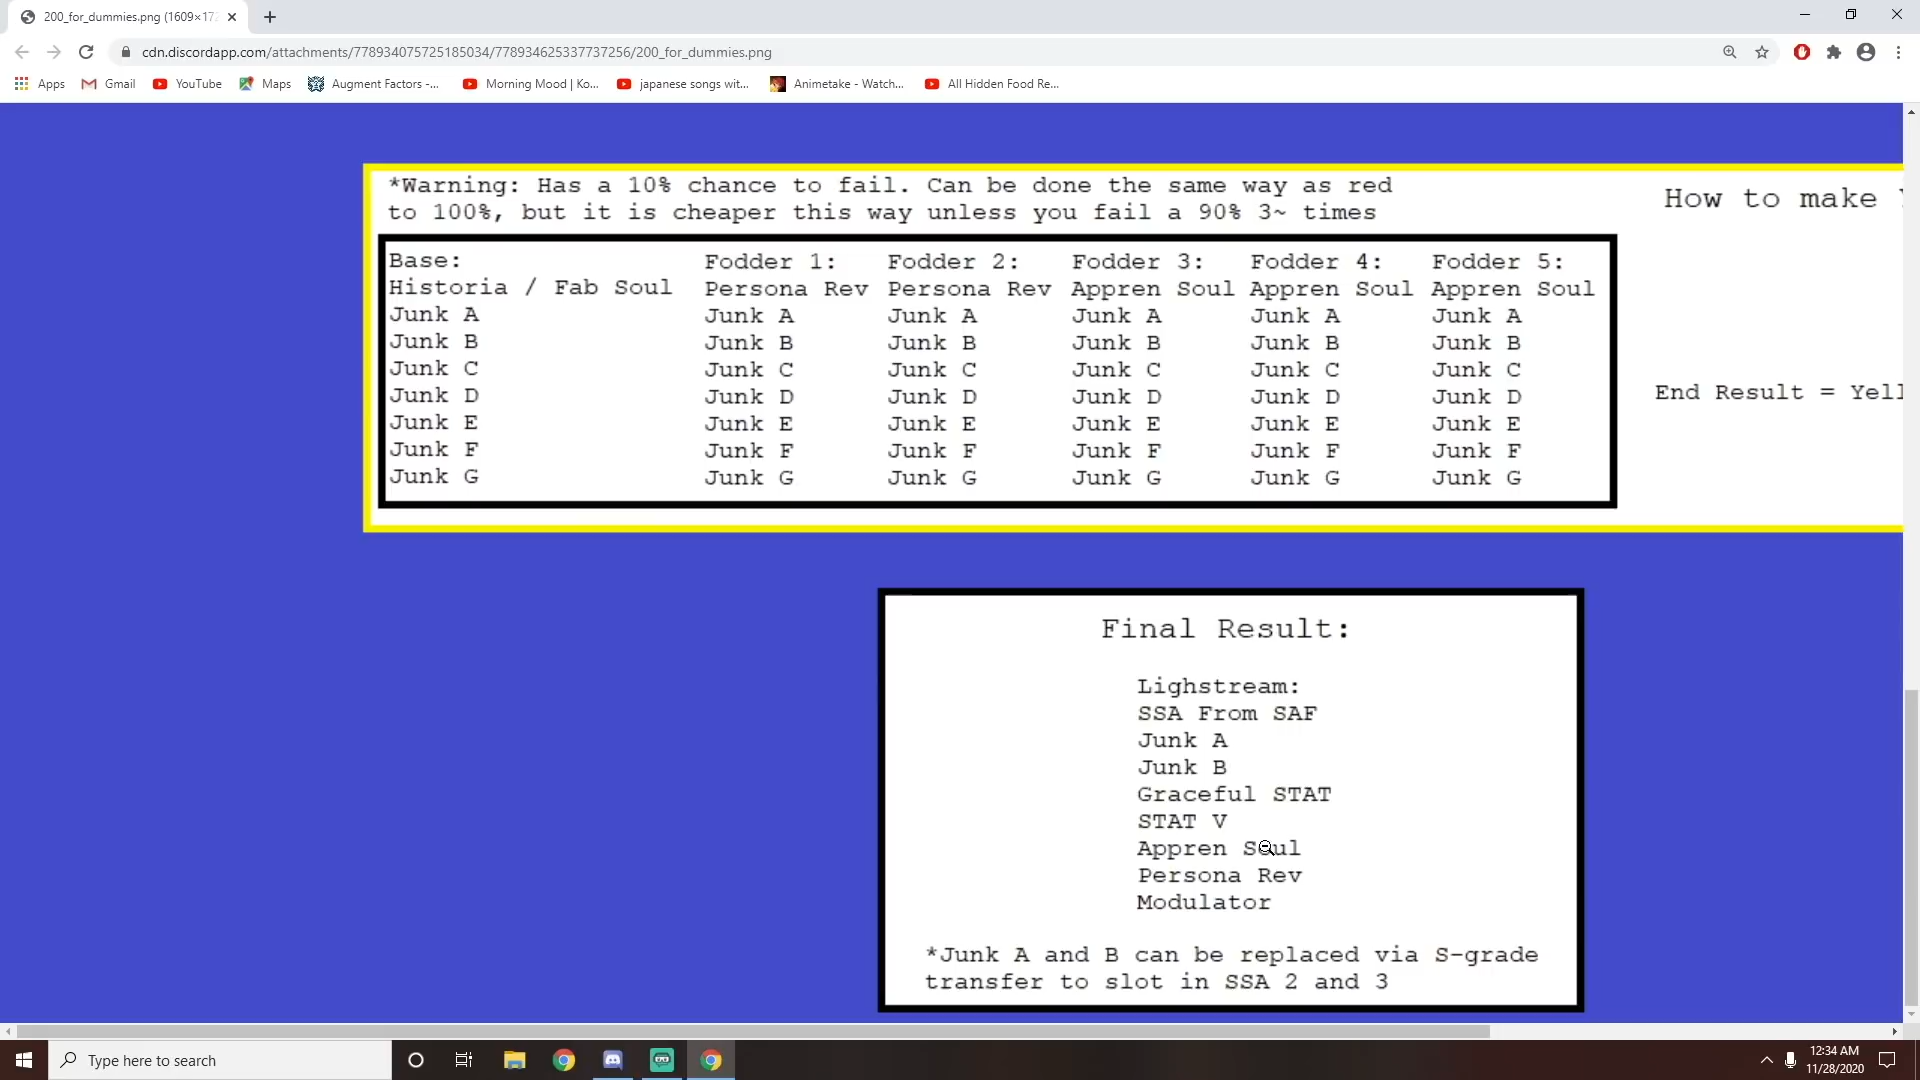 200_for_dummies.png (1609×172
cdn.discordapp.com/attachments/778934075725185034/778934625337737256/200_for_dummies.png
Apps Gmail YouTube Maps Augment Factors -... Morning Mood | Ko... japanese songs wit... Animetake - Watch... All Hidden Food Re...
*Warning: Has a 10% chance to fail. Can be done the same way as red
to 100%, but it is cheaper this way unless you fail a 90% 3~ times
How to make
Base: Fodder 1: Fodder 2: Fodder 3: Fodder 4: Fodder 5:
Historia / Fab Soul Persona Rev Persona Rev Appren Soul Appren Soul Appren Soul
Junk A Junk A Junk A Junk A Junk A Junk A
Junk B Junk B Junk B Junk B Junk B Junk B
Junk C Junk C Junk C Junk C Junk C Junk C
Junk D Junk D Junk D Junk D Junk D Junk D
Junk E Junk E Junk E Junk E Junk E Junk E
Junk F Junk F Junk F Junk F Junk F Junk F
Junk G Junk G Junk G Junk G Junk G Junk G
End Result = Yell
Final Result:
Lighstream:
SSA From SAF
Junk A
Junk B
Graceful STAT
STAT V
Appren Soul
Persona Rev
Modulator
*Junk A and B can be replaced via S-grade
transfer to slot in SSA 2 and 3
Type here to search
12:34 AM
11/28/2020